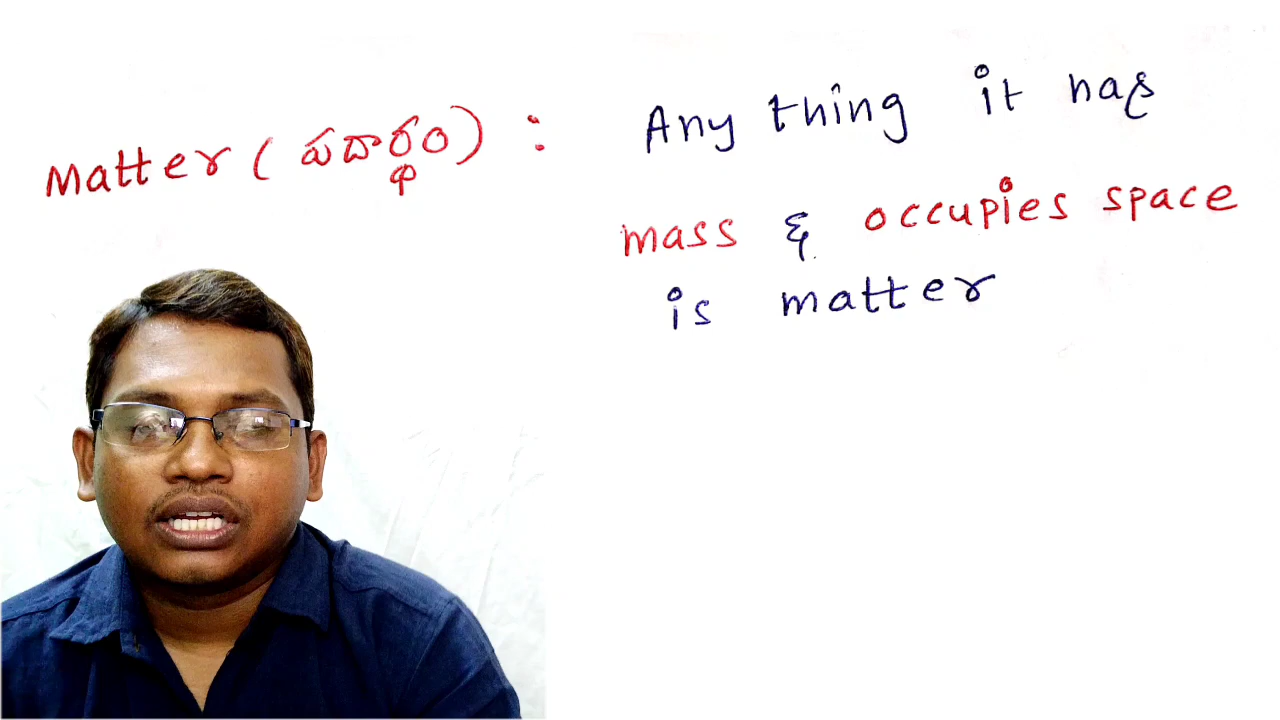 Matter ( పదార్థం ) : Any thing it has
mass & occupies space
is matter